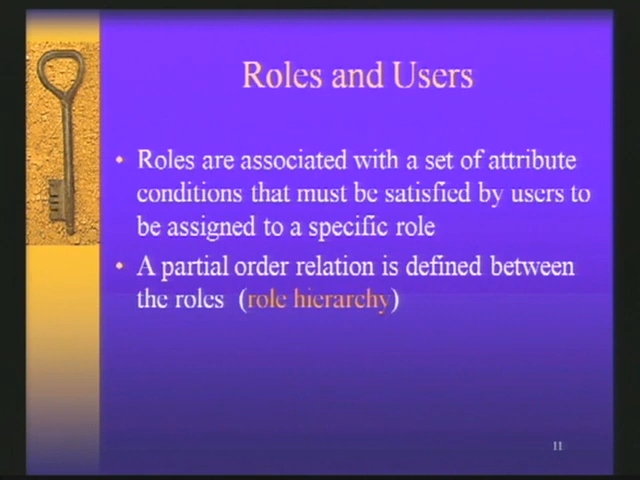 Roles and Users
• Roles are associated with a set of attribute
conditions that must be satisfied by users to
be assigned to a specific role
• A partial order relation is defined between
the roles (role hierarchy)
11